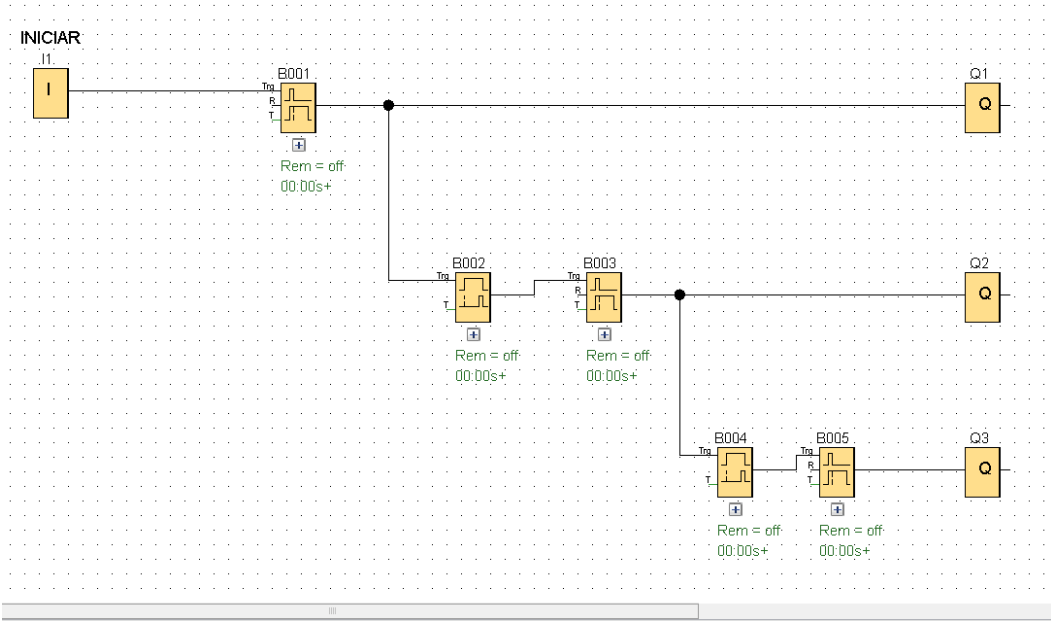 INICIAR
I1
I
B001
Trg
R
T
Rem = off
00:00s+
Q1
Q
B002
Trg
T
Rem = off
00:00s+
B003
Trg
R
T
Rem = off
00:00s+
Q2
Q
B004
Trg
T
Rem = off
00:00s+
B005
Trg
R
T
Rem = off
00:00s+
Q3
Q